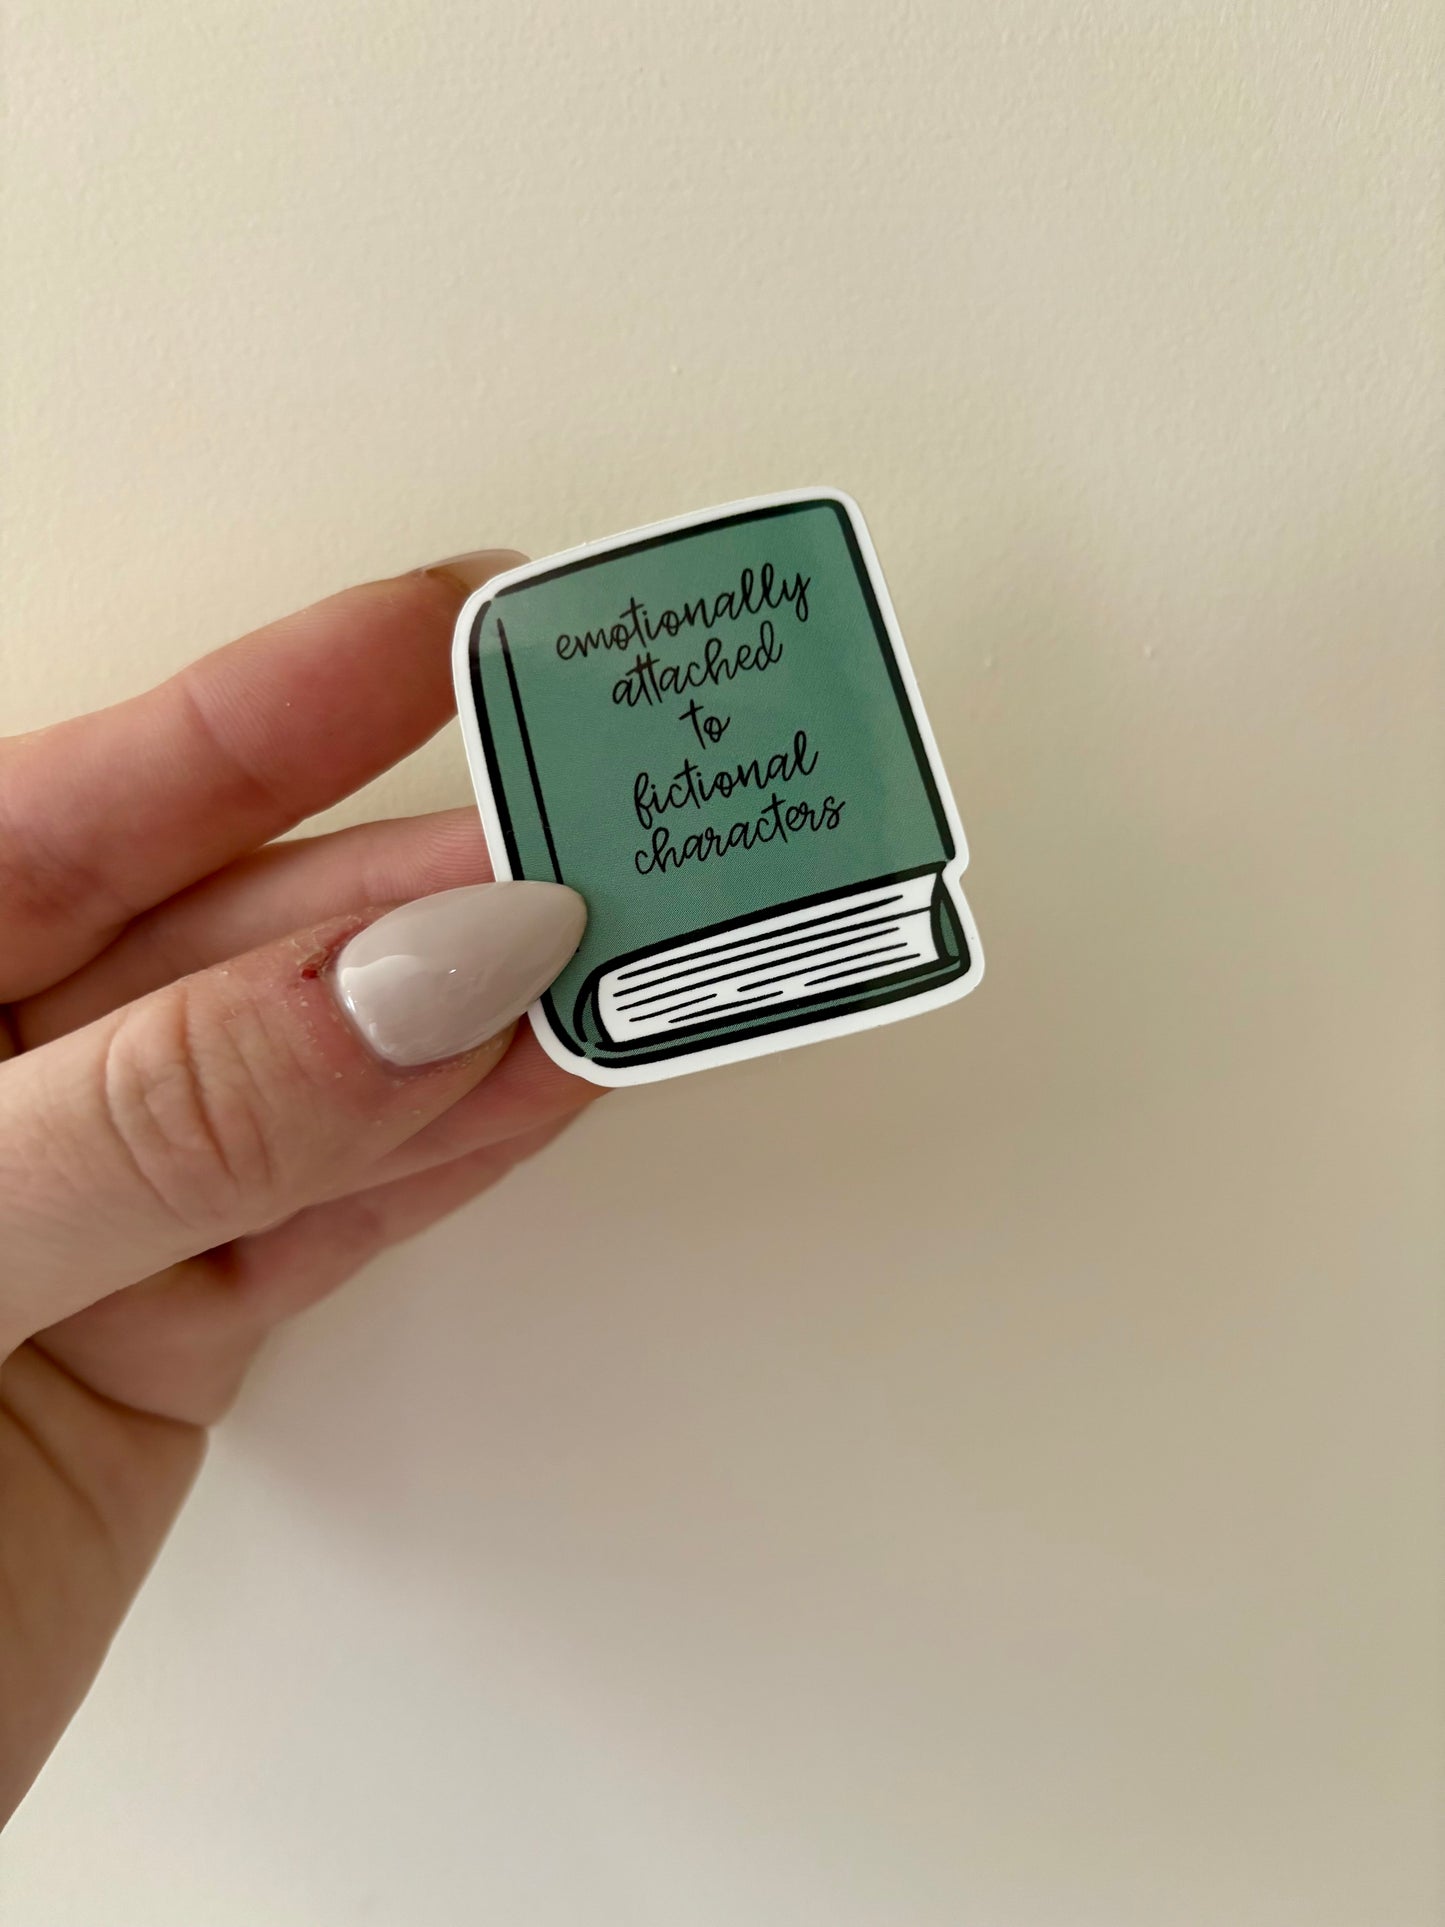 emotionally
attached
to
fictional
characters